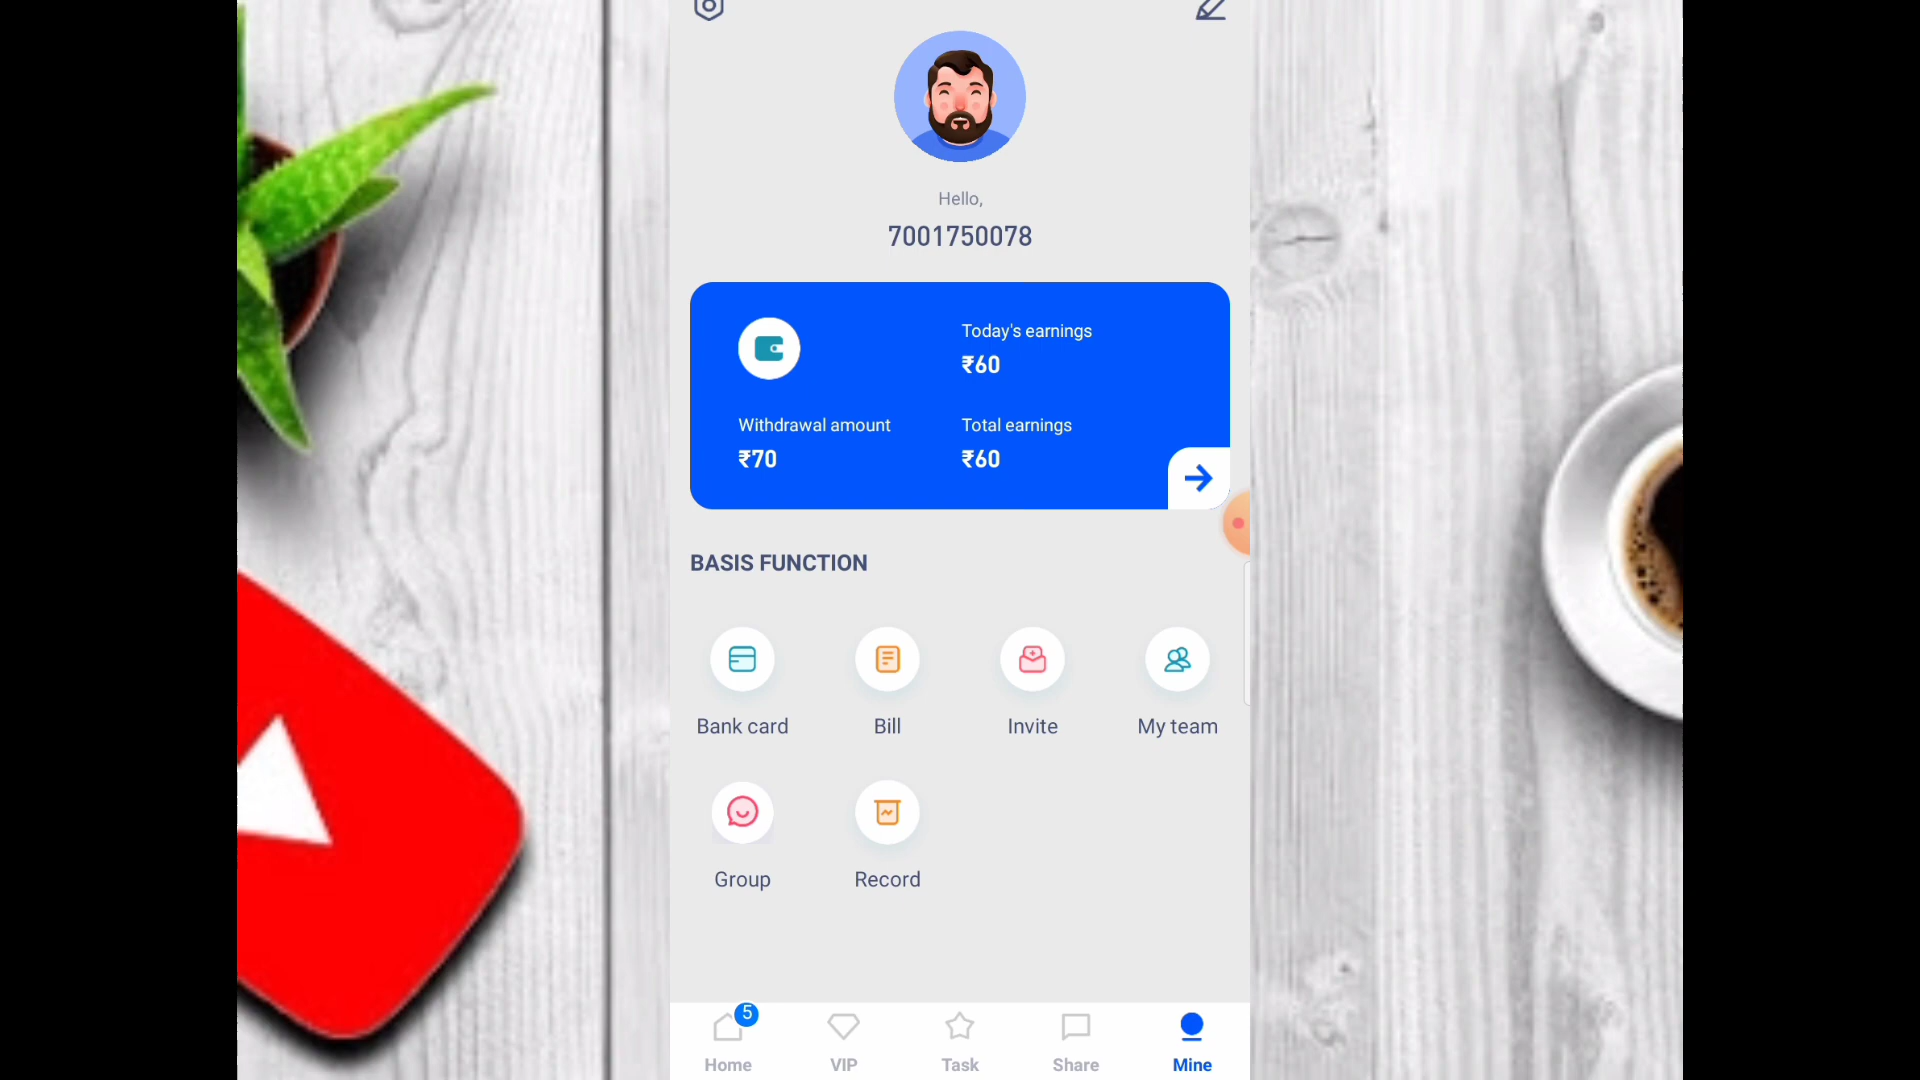 Hello,
7001750078
Today's earnings
₹60
Withdrawal amount
₹70
Total earnings
₹60
BASIS FUNCTION
Bank card
Bill
Invite
My team
Group
Record
5
Home
VIP
Task
Share
Mine